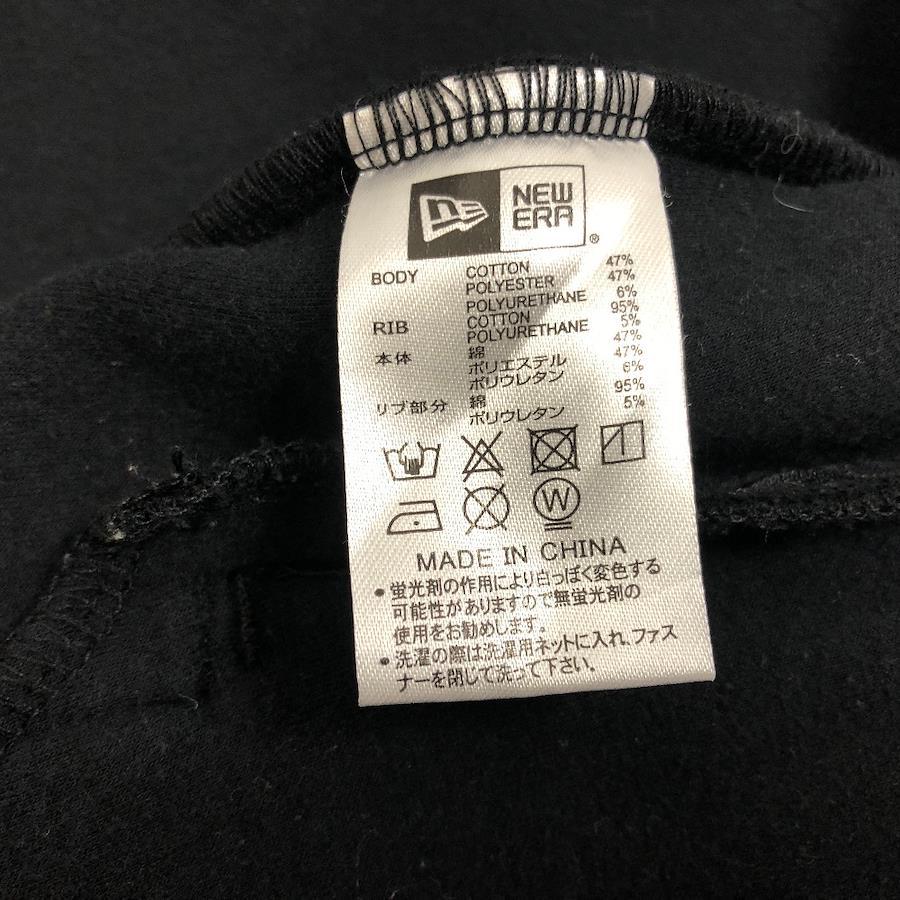 NEW
ERA
®
BODY COTTON 47%
POLYESTER 47%
POLYURETHANE 6%
RIB COTTON 95%
POLYURETHANE 5%
本体 綿 47%
ポリエステル 47%
ポリウレタン 6%
リブ部分 綿 95%
ポリウレタン 5%
W
MADE IN CHINA
・蛍光剤の作用により白っぽく変色する
可能性がありますので無蛍光剤の
使用をお勧めします。
・洗濯の際は洗濯用ネットに入れ、ファス
ナーを閉して洗って下さい。